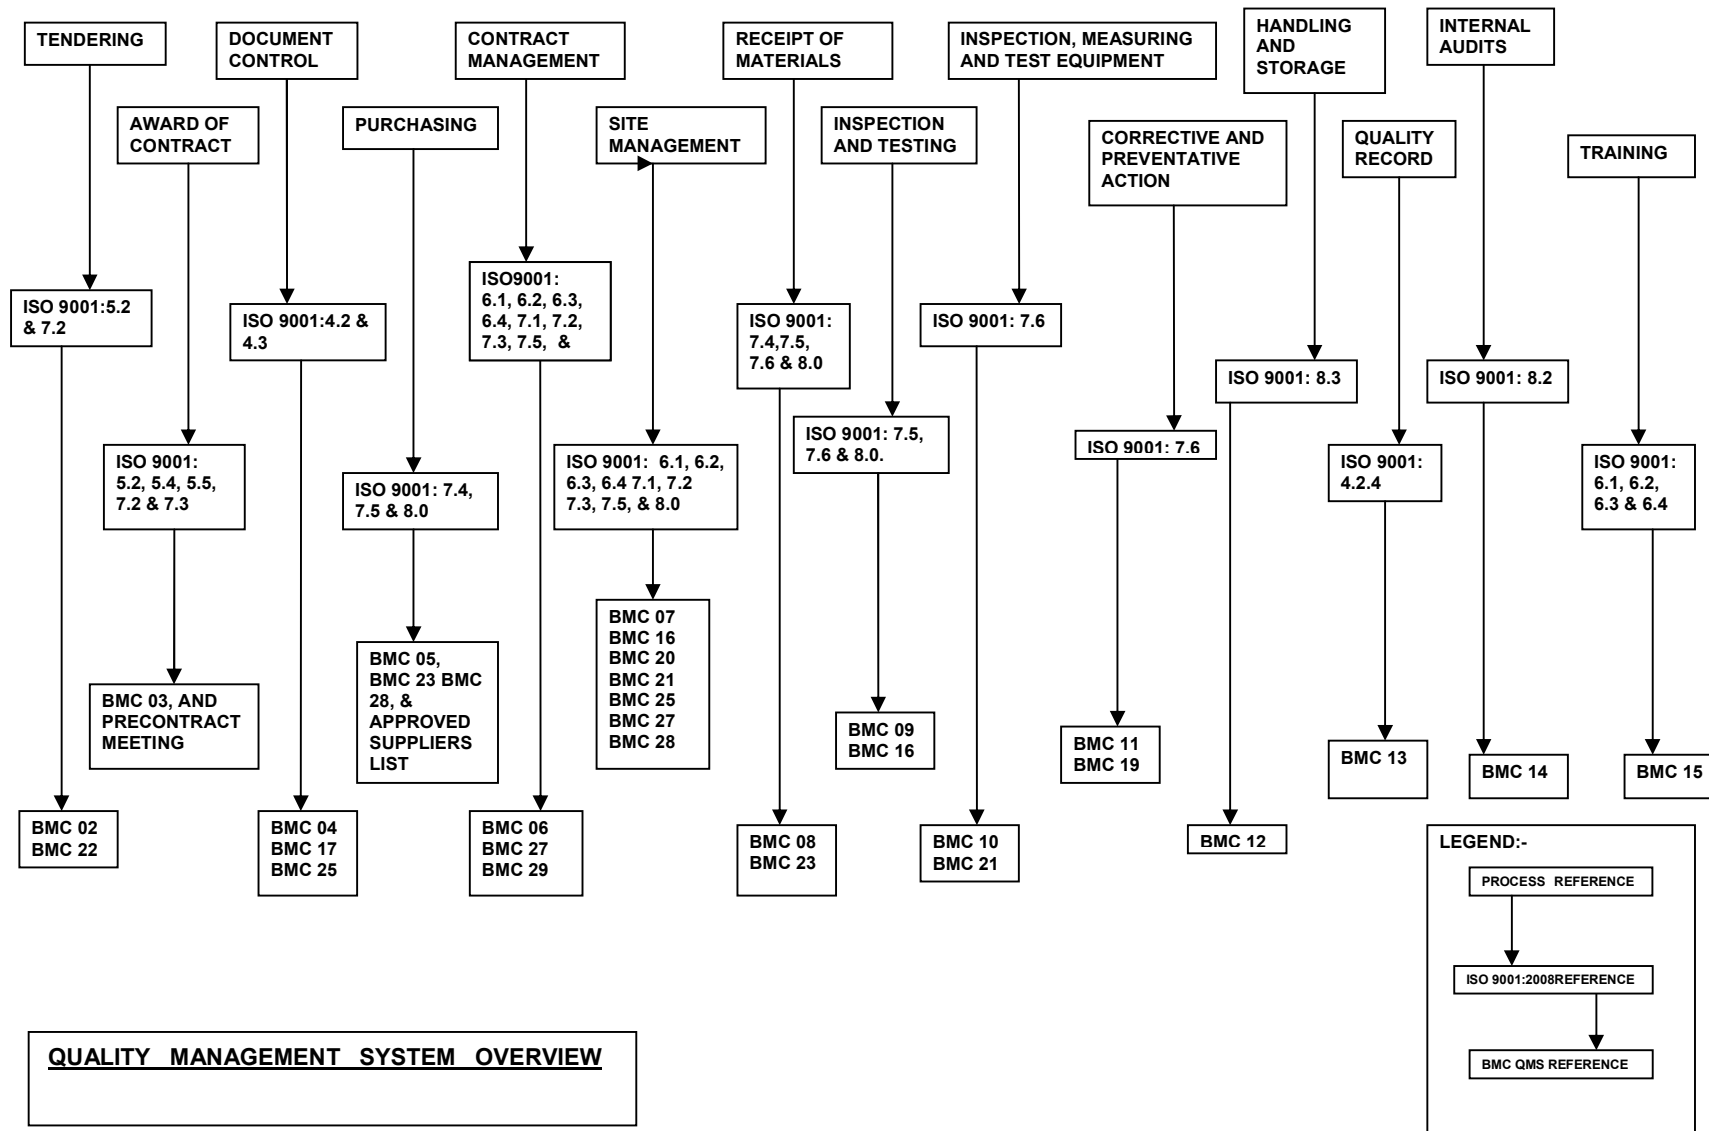 TENDERING
DOCUMENT
CONTROL
CONTRACT
MANAGEMENT
RECEIPT OF
MATERIALS
INSPECTION, MEASURING
AND TEST EQUIPMENT
HANDLING
AND
STORAGE
INTERNAL
AUDITS
AWARD OF
CONTRACT
PURCHASING
SITE
MANAGEMENT
INSPECTION
AND TESTING
CORRECTIVE AND
PREVENTATIVE
ACTION
QUALITY
RECORD
TRAINING
ISO 9001:5.2
& 7.2
ISO 9001:4.2 &
4.3
ISO9001:
6.1, 6.2, 6.3,
6.4, 7.1, 7.2,
7.3, 7.5, &
ISO 9001:
7.4,7.5,
7.6 & 8.0
ISO 9001: 7.6
ISO 9001: 8.3
ISO 9001: 8.2
ISO 9001:
5.2, 5.4, 5.5,
7.2 & 7.3
ISO 9001: 7.4,
7.5 & 8.0
ISO 9001: 6.1, 6.2,
6.3, 6.4 7.1, 7.2
7.3, 7.5, & 8.0
ISO 9001: 7.5,
7.6 & 8.0.
ISO 9001: 7.6
ISO 9001:
4.2.4
ISO 9001:
6.1, 6.2,
6.3 & 6.4
BMC 03, AND
PRECONTRACT
MEETING
BMC 05,
BMC 23 BMC
28, &
APPROVED
SUPPLIERS
LIST
BMC 07
BMC 16
BMC 20
BMC 21
BMC 25
BMC 27
BMC 28
BMC 09
BMC 16
BMC 11
BMC 19
BMC 13
BMC 14
BMC 15
BMC 02
BMC 22
BMC 04
BMC 17
BMC 25
BMC 06
BMC 27
BMC 29
BMC 08
BMC 23
BMC 10
BMC 21
BMC 12
LEGEND:-
PROCESS REFERENCE
ISO 9001:2008REFERENCE
BMC QMS REFERENCE
QUALITY MANAGEMENT SYSTEM OVERVIEW